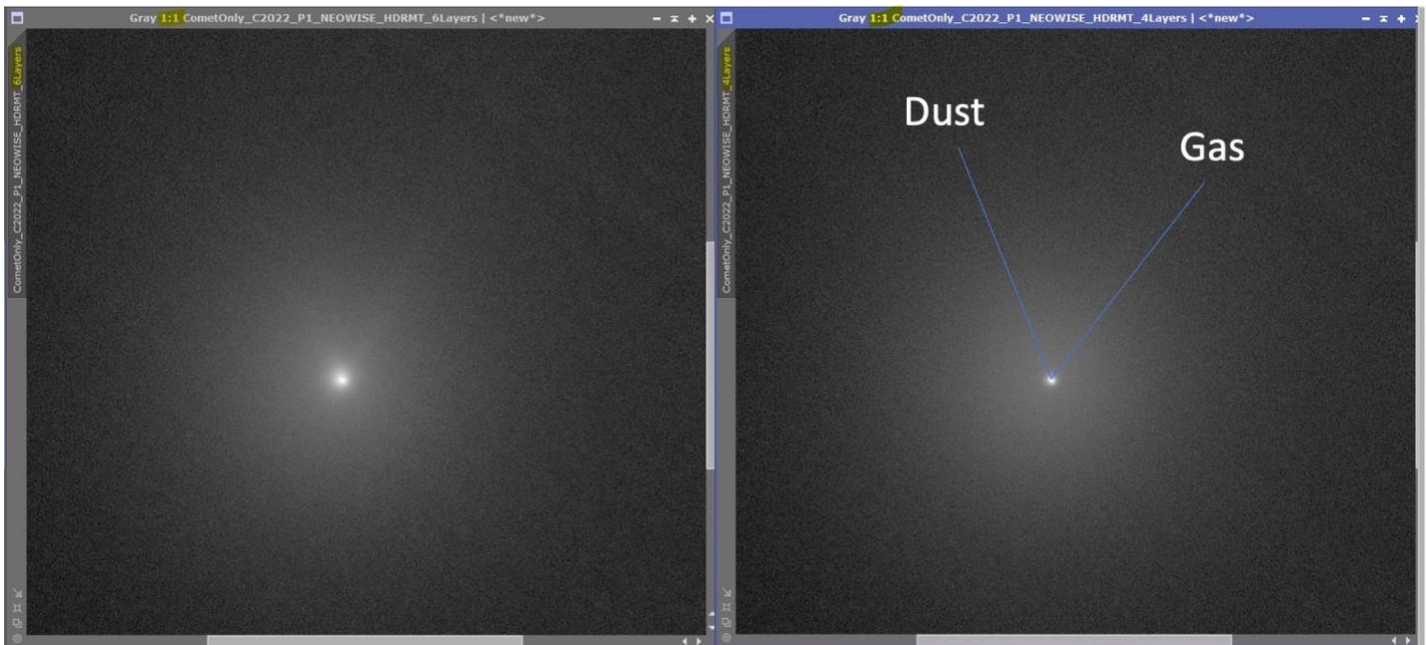 Gray 1:1 CometOnly_C2022_P1_NEOWISE_HDRMT_6Layers | <*new*>
CometOnly_C2022_P1_NEOWISE_HDRMT_6Layers
Gray 1:1 CometOnly_C2022_P1_NEOWISE_HDRMT_4Layers | <*new*>
CometOnly_C2022_P1_NEOWISE_HDRMT_4Layers
Dust
Gas